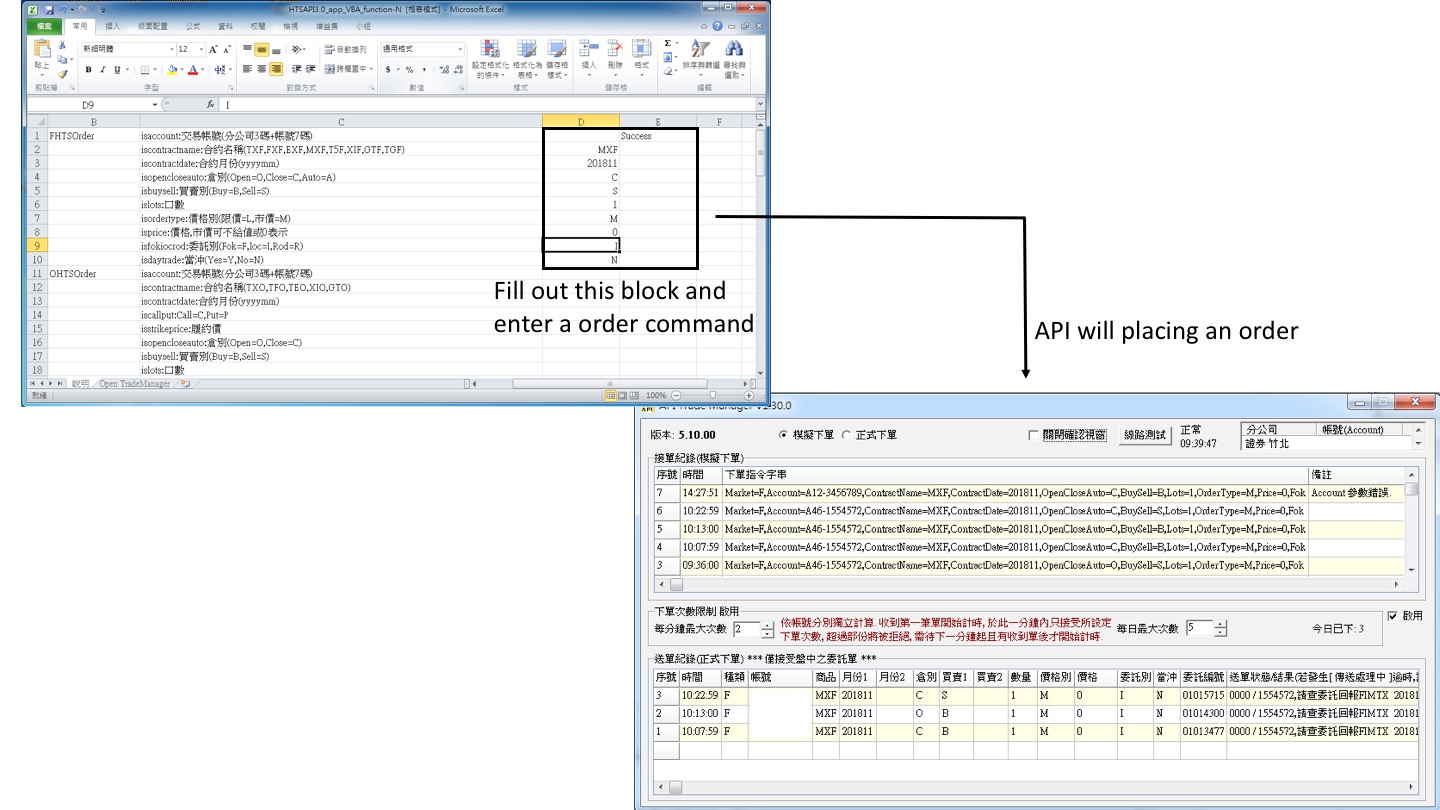 HTSAPI3.0_app_VBA_function-N [相容模式] - Microsoft Excel
檔案 常用 插入 版面配置 公式 資料 校閱 檢視 增益集 小組
新細明體 12 自動換列 通用格式
貼上 B I U 跨欄置中 $ % , 設定格式化的條件 格式化為表格 儲存格樣式 插入 刪除 格式 Σ 排序與篩選 尋找與選取
剪貼簿 字型 對齊方式 數值 樣式 儲存格 編輯
D9 fx I
B C D E F
1 FHTSOrder isaccount:交易帳號(分公司3碼+帳號7碼) Success
2 iscontractname:合約名稱(TXF,FXF,EXF,MXF,T5F,XIF,GTF,TGF) MXF
3 iscontractdate:合約月份(yyyymm) 201811
4 isopencloseauto:倉別(Open=O,Close=C,Auto=A) C
5 isbuysell:買賣別(Buy=B,Sell=S) S
6 islots:口數 1
7 isordertype:價格別(限價=L,市價=M) M
8 isprice:價格,市價可不給值或0表示 0
9 isfokiocrod:委託別(Fok=F,Ioc=I,Rod=R) I
10 isdaytrade:當沖(Yes=Y,No=N) N
11 OHTSOrder isaccount:交易帳號(分公司3碼+帳號7碼)
12 iscontractname:合約名稱(TXO,TFO,TEO,XIO,GTO)
13 iscontractdate:合約月份(yyyymm)
14 iscallput:Call=C,Put=P
15 isstrikeprice:履約價
16 isopencloseauto:倉別(Open=O,Close=C)
17 isbuysell:買賣別(Buy=B,Sell=S)
18 islots:口數
說明 Open TradeManager
就緒 100%
Fill out this block and
enter a order command
API will placing an order
API Trade Manager V1.30.0
版本: 5.10.00 模擬下單 正式下單 關閉確認視窗 線路測試 正常 09:39:47
分公司 帳號(Account)
證券 竹北
接單紀錄(模擬下單)
序號 時間 下單指令字串 備註
7 14:27:51 Market=F,Account=A12-3456789,ContractName=MXF,ContractDate=201811,OpenCloseAuto=C,BuySell=B,Lots=1,OrderType=M,Price=0,Fok Account 參數錯誤.
6 10:22:59 Market=F,Account=A46-1554572,ContractName=MXF,ContractDate=201811,OpenCloseAuto=C,BuySell=S,Lots=1,OrderType=M,Price=0,Fok
5 10:13:00 Market=F,Account=A46-1554572,ContractName=MXF,ContractDate=201811,OpenCloseAuto=O,BuySell=B,Lots=1,OrderType=M,Price=0,Fok
4 10:07:59 Market=F,Account=A46-1554572,ContractName=MXF,ContractDate=201811,OpenCloseAuto=C,BuySell=B,Lots=1,OrderType=M,Price=0,Fok
3 09:36:00 Market=F,Account=A46-1554572,ContractName=MXF,ContractDate=201811,OpenCloseAuto=O,BuySell=S,Lots=1,OrderType=M,Price=0,Fok
下單次數限制 啟用
每分鐘最大次數 2 依帳號分別獨立計算. 收到第一筆單開始計時, 於此一分鐘內只接受所設定 每日最大次數 5 今日已下: 3 啟用
下單次數, 超過部份將被拒絕, 需待下一分鐘起且有收到單後才開始計時.
送單紀錄(正式下單) *** 僅接受盤中之委託單 ***
序號 時間 種類 帳號 商品 月份1 月份2 倉別 買賣1 買賣2 數量 價格別 價格 委託別 當沖 委託編號 送單狀態/結果(若發生[ 傳送處理中 ]逾時,
3 10:22:59 F MXF 201811 C S 1 M 0 I N 01015715 0000 / 1554572,請查委託回報FIMTX 20181
2 10:13:00 F MXF 201811 O B 1 M 0 I N 01014300 0000 / 1554572,請查委託回報FIMTX 20181
1 10:07:59 F MXF 201811 C B 1 M 0 I N 01013477 0000 / 1554572,請查委託回報FIMTX 20181